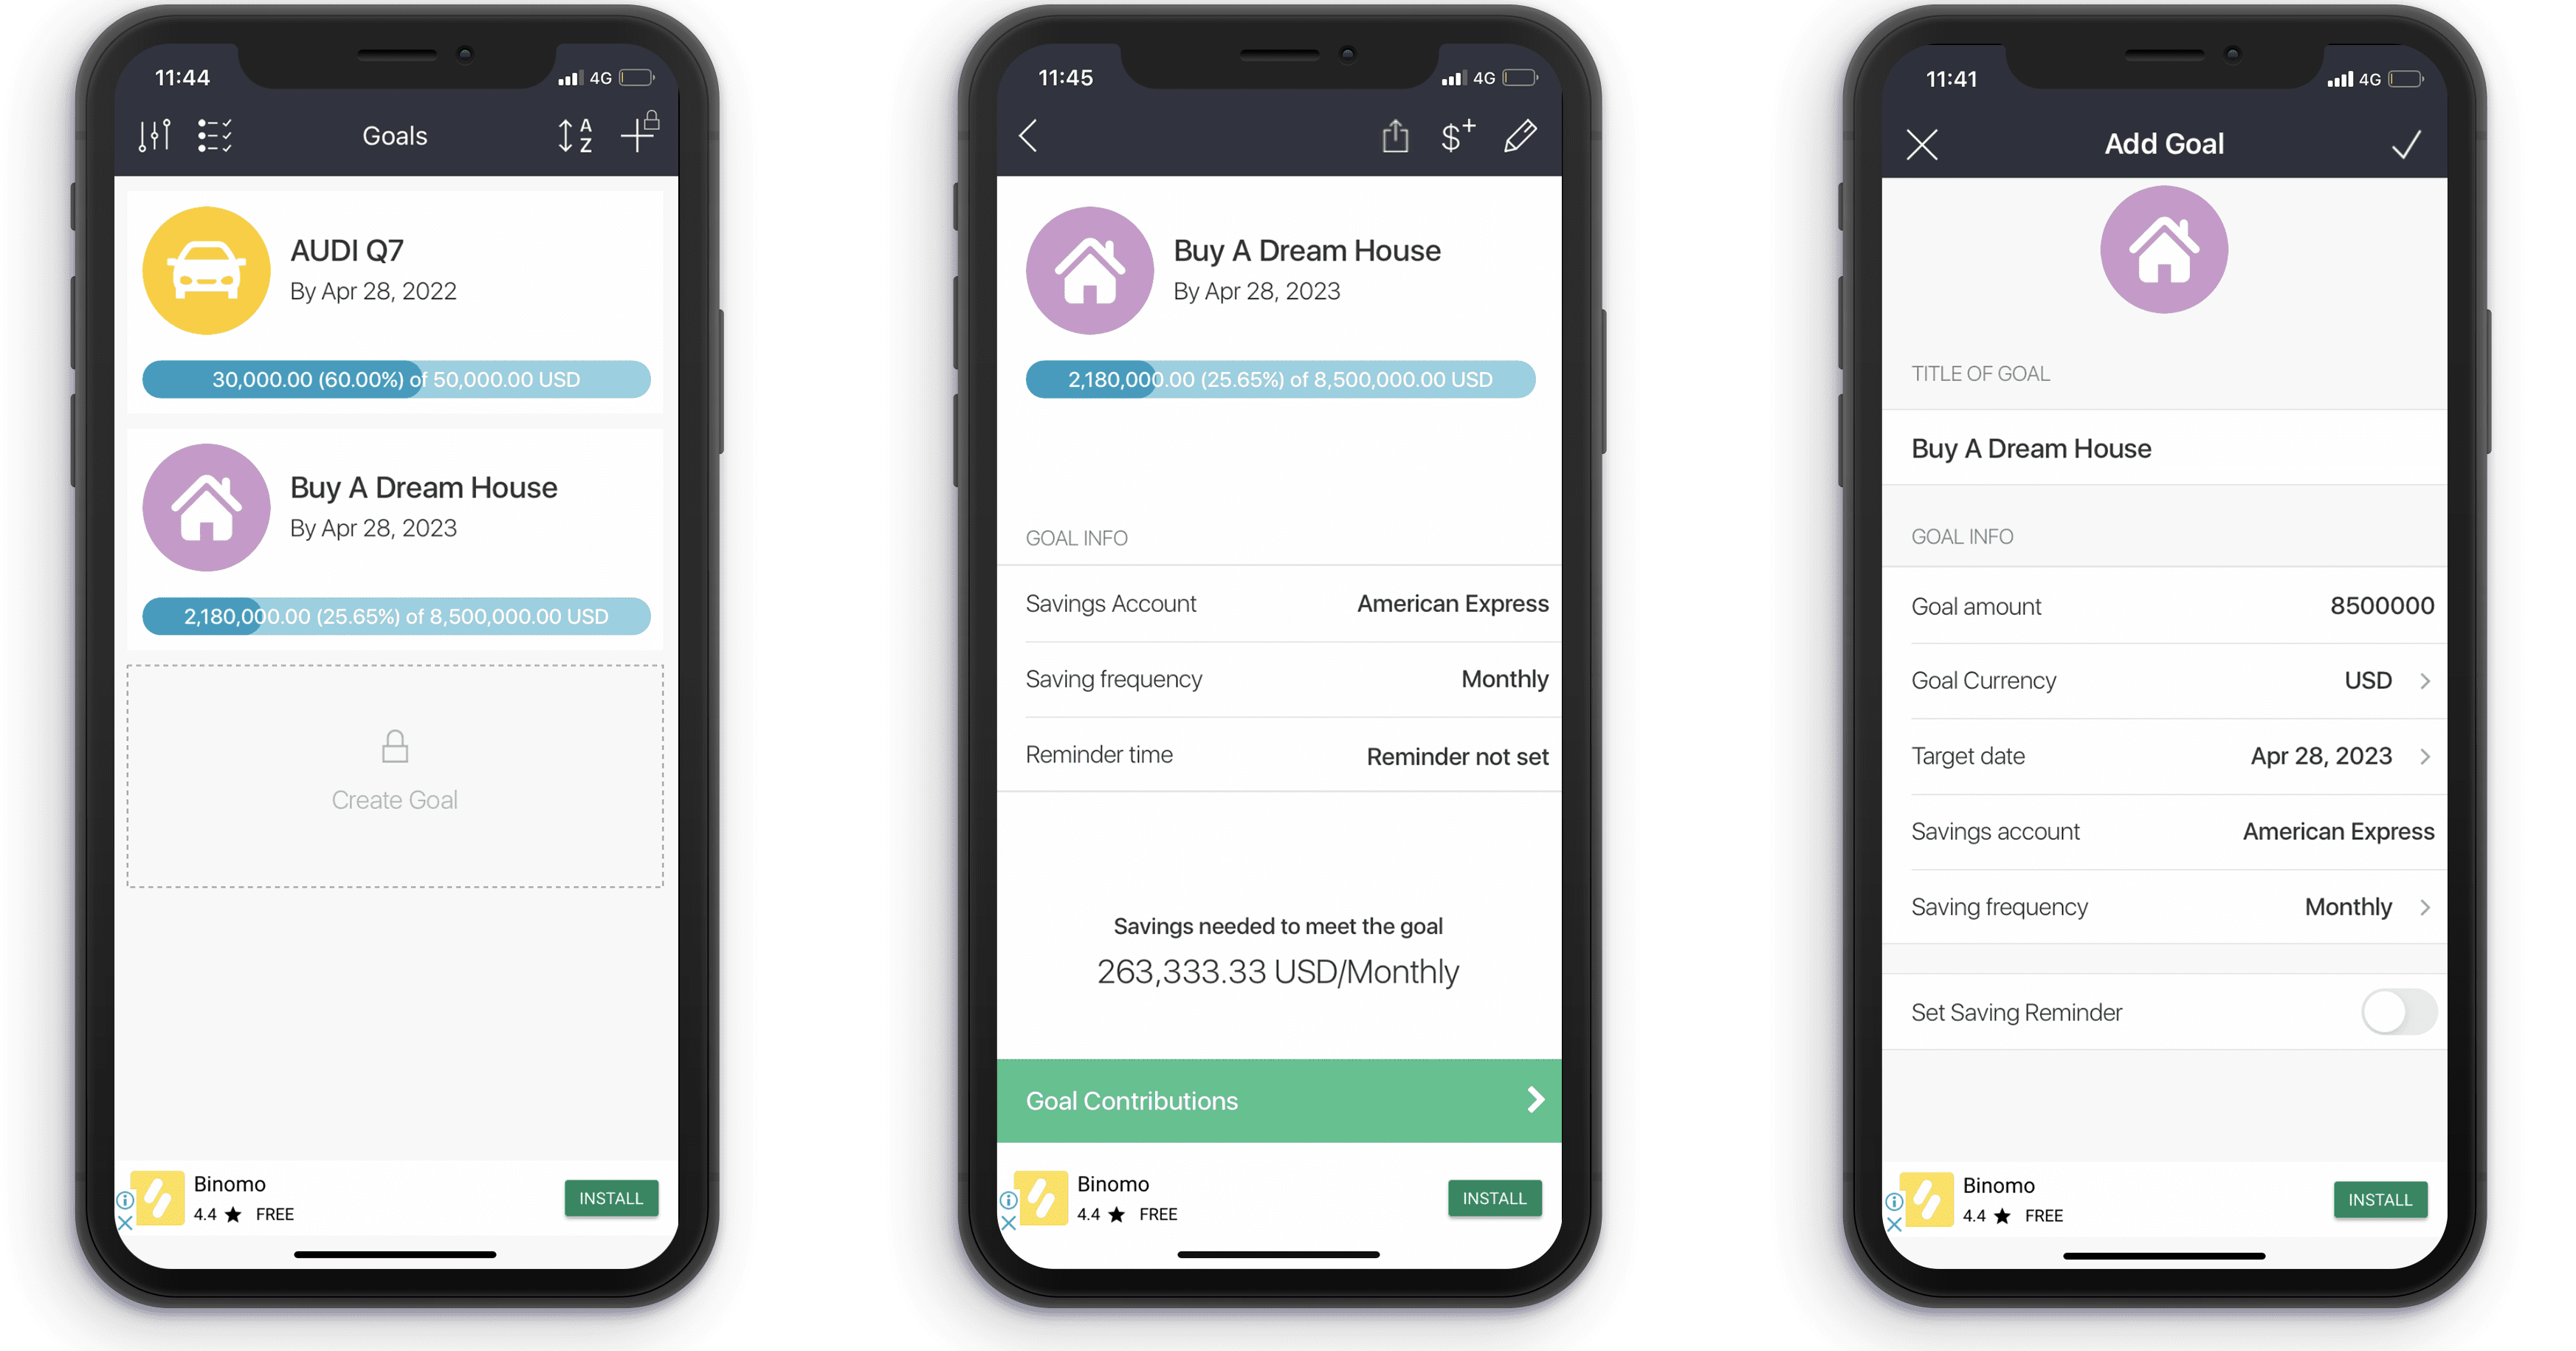 11:44
4G
Goals
A
Z
AUDI Q7
By Apr 28, 2022
30,000.00 (60.00%) of 50,000.00 USD
Buy A Dream House
By Apr 28, 2023
2,180,000.00 (25.65%) of 8,500,000.00 USD
Create Goal
Binomo
4.4 ★ FREE
INSTALL
11:45
4G
$+
Buy A Dream House
By Apr 28, 2023
2,180,000.00 (25.65%) of 8,500,000.00 USD
GOAL INFO
Savings Account American Express
Saving frequency Monthly
Reminder time Reminder not set
Savings needed to meet the goal
263,333.33 USD/Monthly
Goal Contributions
Binomo
4.4 ★ FREE
INSTALL
11:41
4G
Add Goal
TITLE OF GOAL
Buy A Dream House
GOAL INFO
Goal amount 8500000
Goal Currency USD
Target date Apr 28, 2023
Savings account American Express
Saving frequency Monthly
Set Saving Reminder
Binomo
4.4 ★ FREE
INSTALL